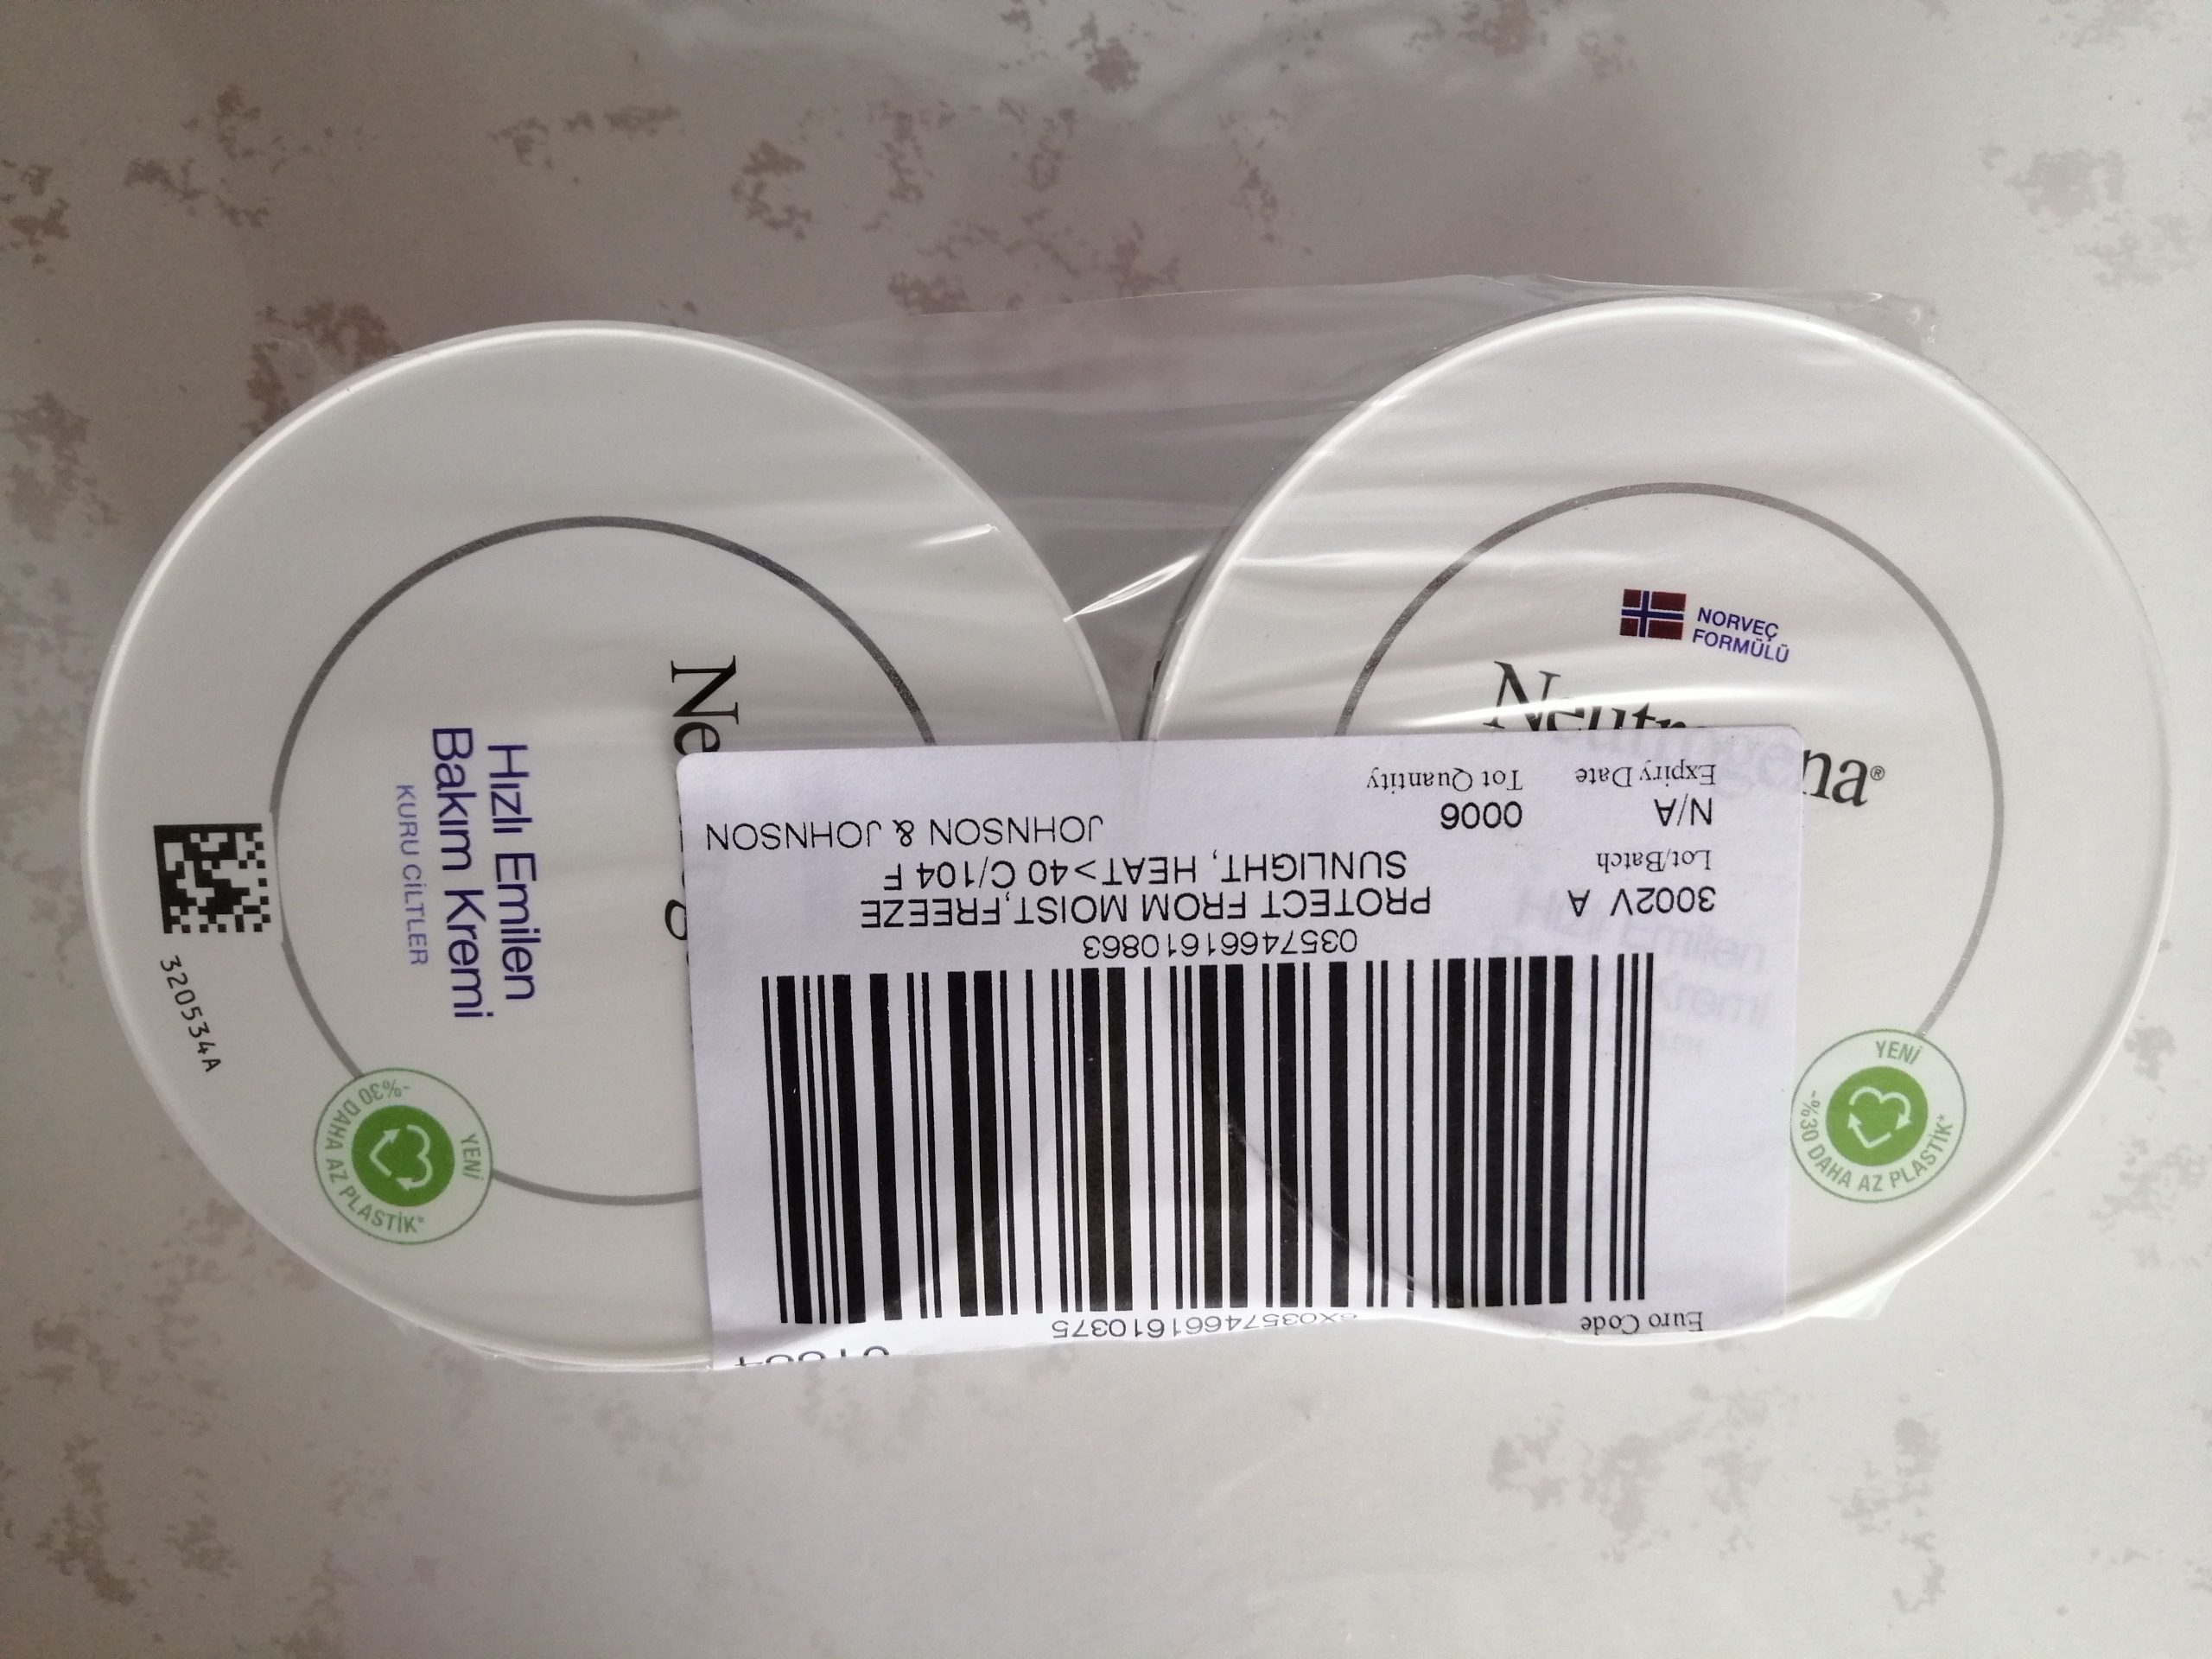 Hızlı Emilen
Bakım Kremi
KURU CİLTLER
320534A
YENİ
-%30 DAHA AZ PLASTİK*
NORVEÇ
FORMÜLÜ
Neutrogena®
YENİ
-%30 DAHA AZ PLASTİK*
Euro Code
03574661610375
03574661610863
3002V A
PROTECT FROM MOIST,FREEZE
Lot/Batch
SUNLIGHT, HEAT>40 C/104 F
N/A
0006
JOHNSON & JOHNSON
Expiry Date
Tot Quantity